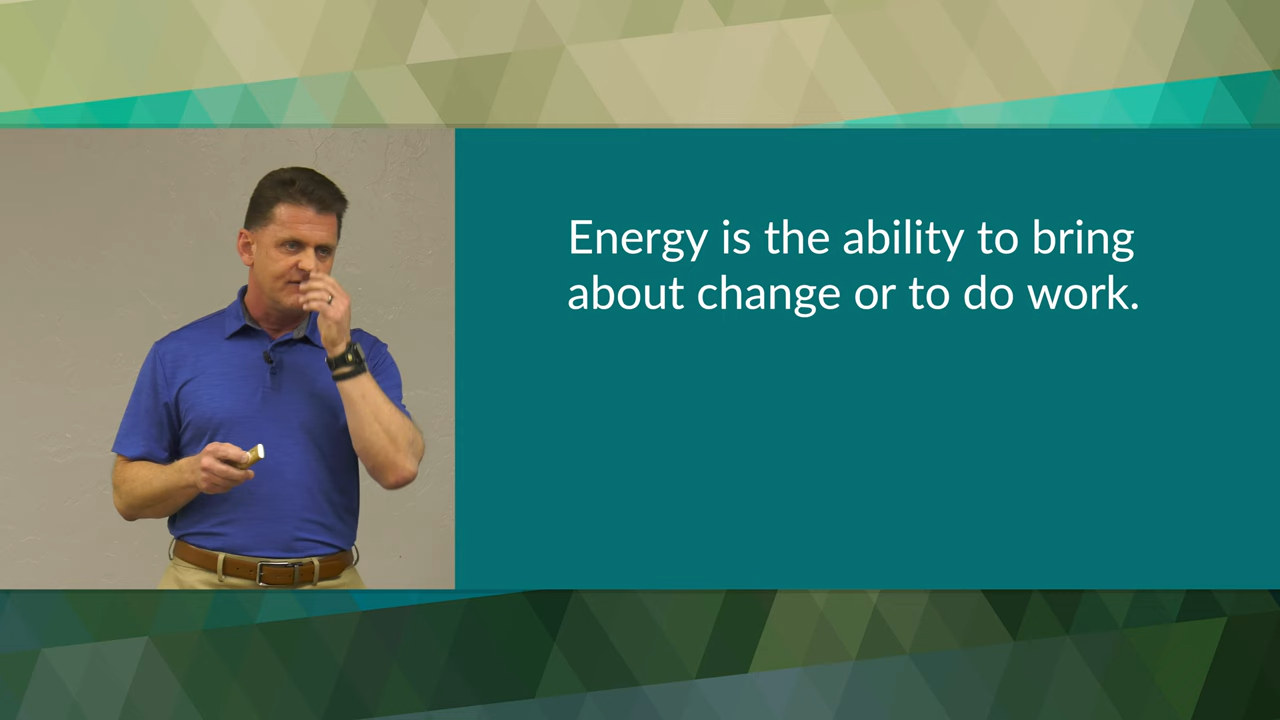 Energy is the ability to bring
about change or to do work.